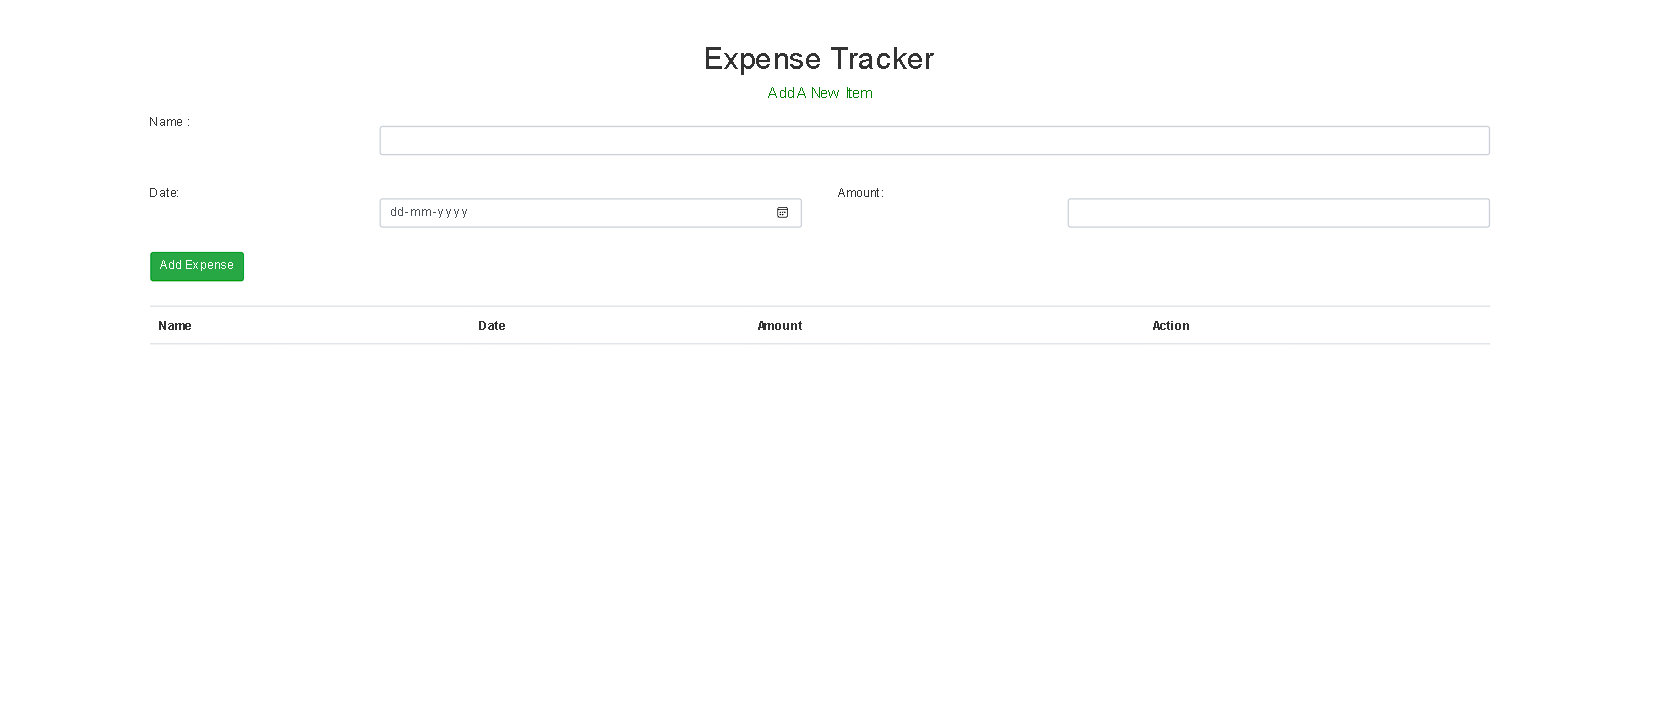 Expense Tracker
Add A New Item
Name :
Date:
dd-mm-yyyy
Amount:
Add Expense
Name Date Amount Action